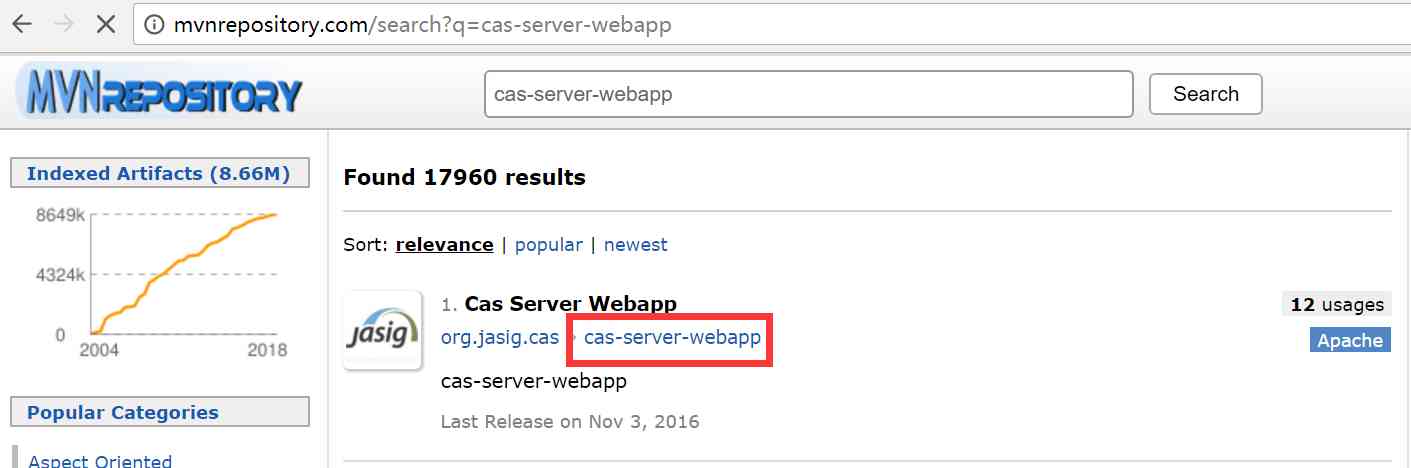 mvnrepository.com/search?q=cas-server-webapp
MVNREPOSITORY
cas-server-webapp
Search
Indexed Artifacts (8.66M)
8649k
4324k
0
2004
2018
Popular Categories
Aspect Oriented
Found 17960 results
Sort: relevance | popular | newest
jasig
1. Cas Server Webapp
12 usages
org.jasig.cas › cas-server-webapp
Apache
cas-server-webapp
Last Release on Nov 3, 2016